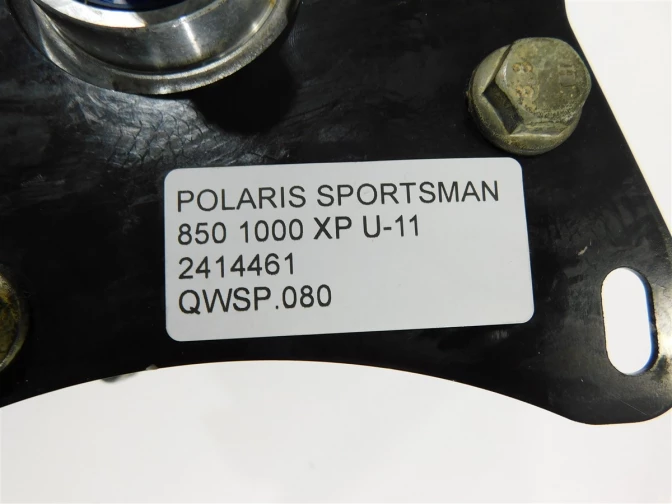 POLARIS SPORTSMAN
850 1000 XP U-11
2414461
QWSP.080